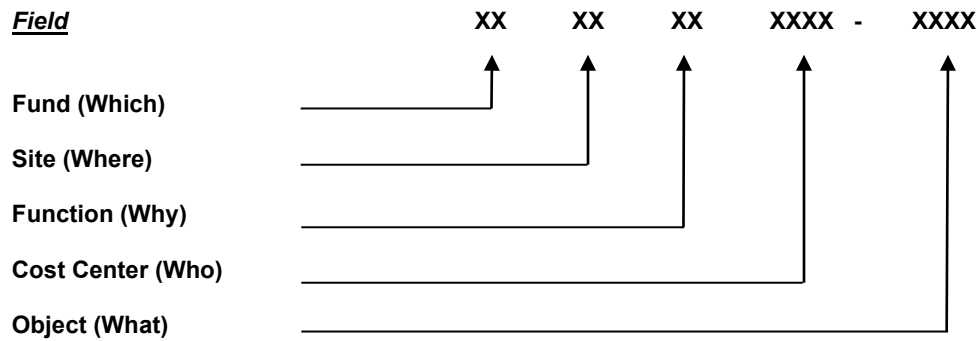 Field XX XX XX XXXX - XXXX
Fund (Which)
Site (Where)
Function (Why)
Cost Center (Who)
Object (What)